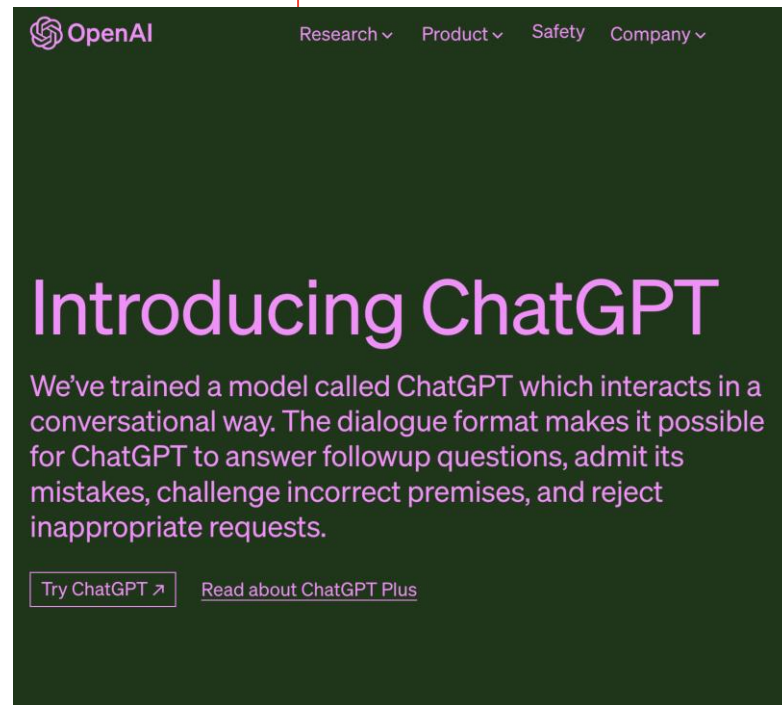 OpenAI
Research Product Safety Company
Introducing ChatGPT
We’ve trained a model called ChatGPT which interacts in a
conversational way. The dialogue format makes it possible
for ChatGPT to answer followup questions, admit its
mistakes, challenge incorrect premises, and reject
inappropriate requests.
Try ChatGPT ↗ Read about ChatGPT Plus